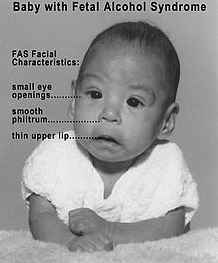 Baby with Fetal Alcohol Syndrome
FAS Facial
Characteristics:
small eye
openings............
smooth
philtrum....................
thin upper lip..............